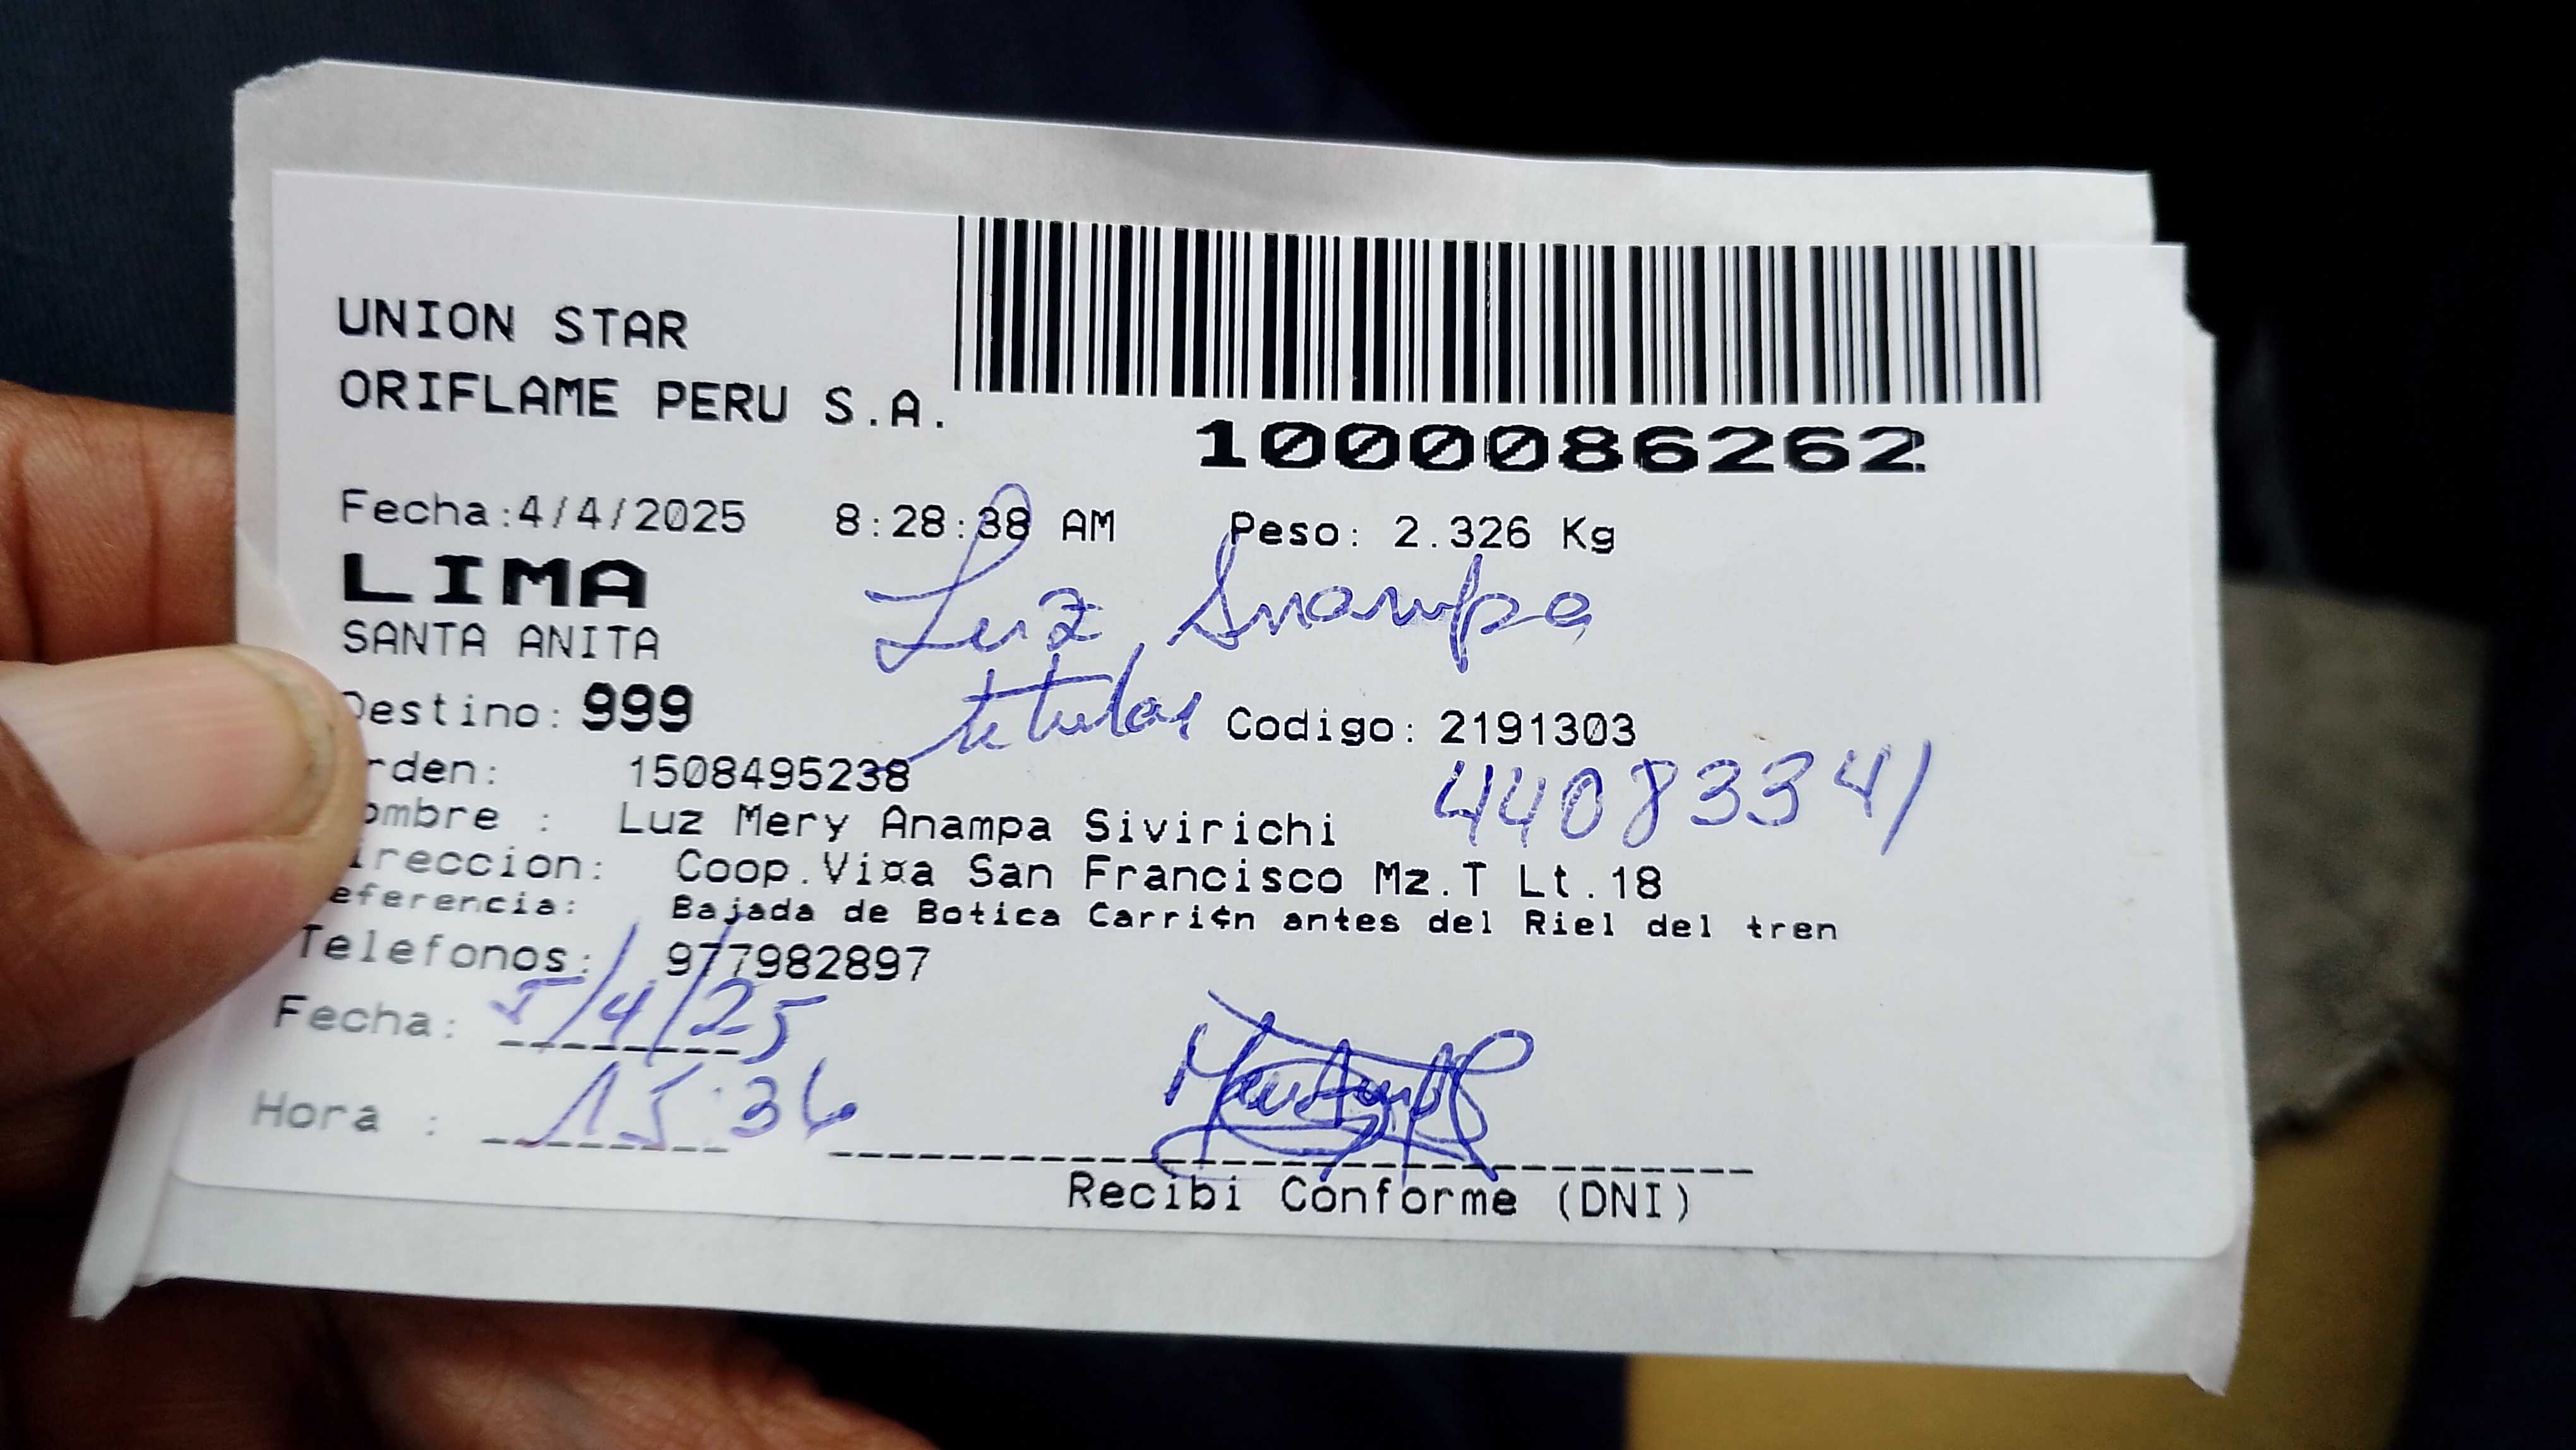 UNION STAR
ORIFLAME PERU S.A.
1000086262
Fecha:4/4/2025 8:28:38 AM Peso: 2.326 Kg
LIMA
Luz Anampa
SANTA ANITA
titular
Destino: 999 Codigo: 2191303
rden: 1508495238
44083341
ombre : Luz Mery Anampa Sivirichi
ireccion: Coop.Vi¤a San Francisco Mz.T Lt.18
eferencia: Bajada de Botica Carri¢n antes del Riel del tren
Telefonos: 977982897
Fecha: 5/4/25
Hora : 15:36
Recibi Conforme (DNI)